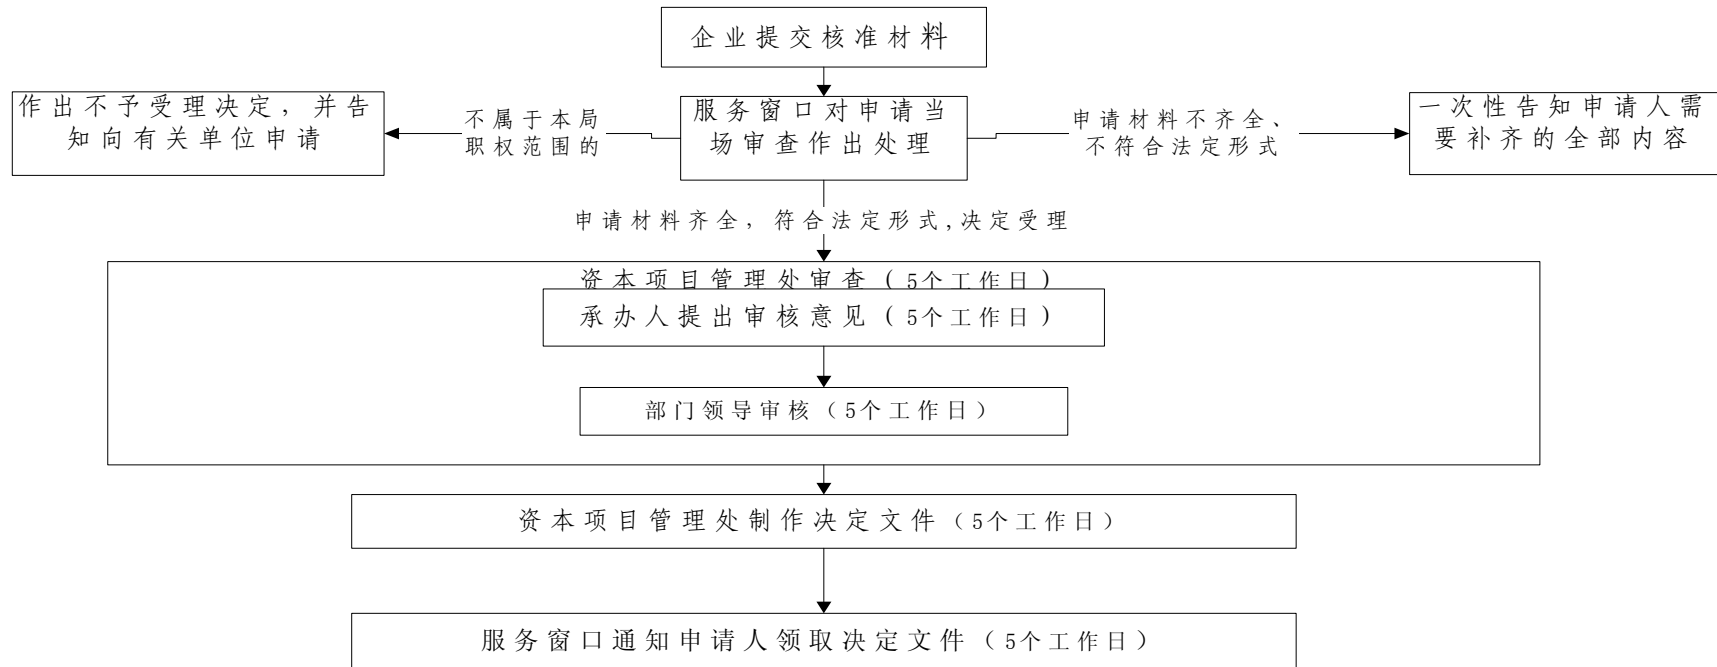 企业提交核准材料
作出不予受理决定，并告
知向有关单位申请
不属于本局
职权范围的
服务窗口对申请当
场审查作出处理
申请材料不齐全、
不符合法定形式
一次性告知申请人需
要补齐的全部内容
申请材料齐全，符合法定形式,决定受理
资本项目管理处审查（5个工作日）
承办人提出审核意见（5个工作日）
部门领导审核（5个工作日）
资本项目管理处制作决定文件（5个工作日）
服务窗口通知申请人领取决定文件（5个工作日）